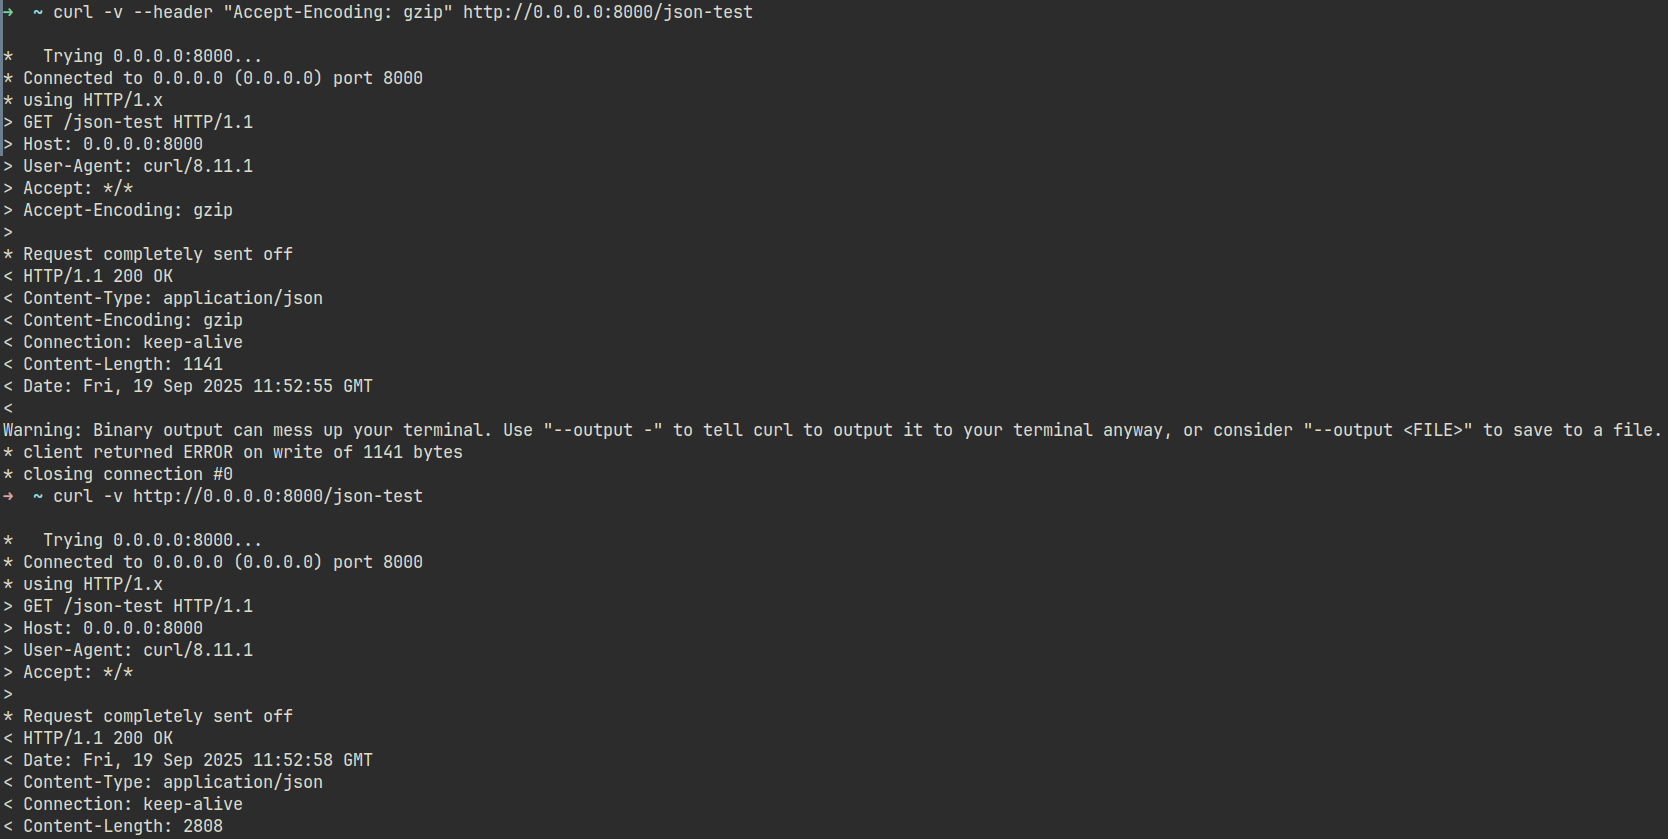 ➜  ~ curl -v --header "Accept-Encoding: gzip" http://0.0.0.0:8000/json-test
*   Trying 0.0.0.0:8000...
* Connected to 0.0.0.0 (0.0.0.0) port 8000
* using HTTP/1.x
> GET /json-test HTTP/1.1
> Host: 0.0.0.0:8000
> User-Agent: curl/8.11.1
> Accept: */*
> Accept-Encoding: gzip
>
* Request completely sent off
< HTTP/1.1 200 OK
< Content-Type: application/json
< Content-Encoding: gzip
< Connection: keep-alive
< Content-Length: 1141
< Date: Fri, 19 Sep 2025 11:52:55 GMT
<
Warning: Binary output can mess up your terminal. Use "--output -" to tell curl to output it to your terminal anyway, or consider "--output <FILE>" to save to a file.
* client returned ERROR on write of 1141 bytes
* closing connection #0
➜  ~ curl -v http://0.0.0.0:8000/json-test
*   Trying 0.0.0.0:8000...
* Connected to 0.0.0.0 (0.0.0.0) port 8000
* using HTTP/1.x
> GET /json-test HTTP/1.1
> Host: 0.0.0.0:8000
> User-Agent: curl/8.11.1
> Accept: */*
>
* Request completely sent off
< HTTP/1.1 200 OK
< Date: Fri, 19 Sep 2025 11:52:58 GMT
< Content-Type: application/json
< Connection: keep-alive
< Content-Length: 2808